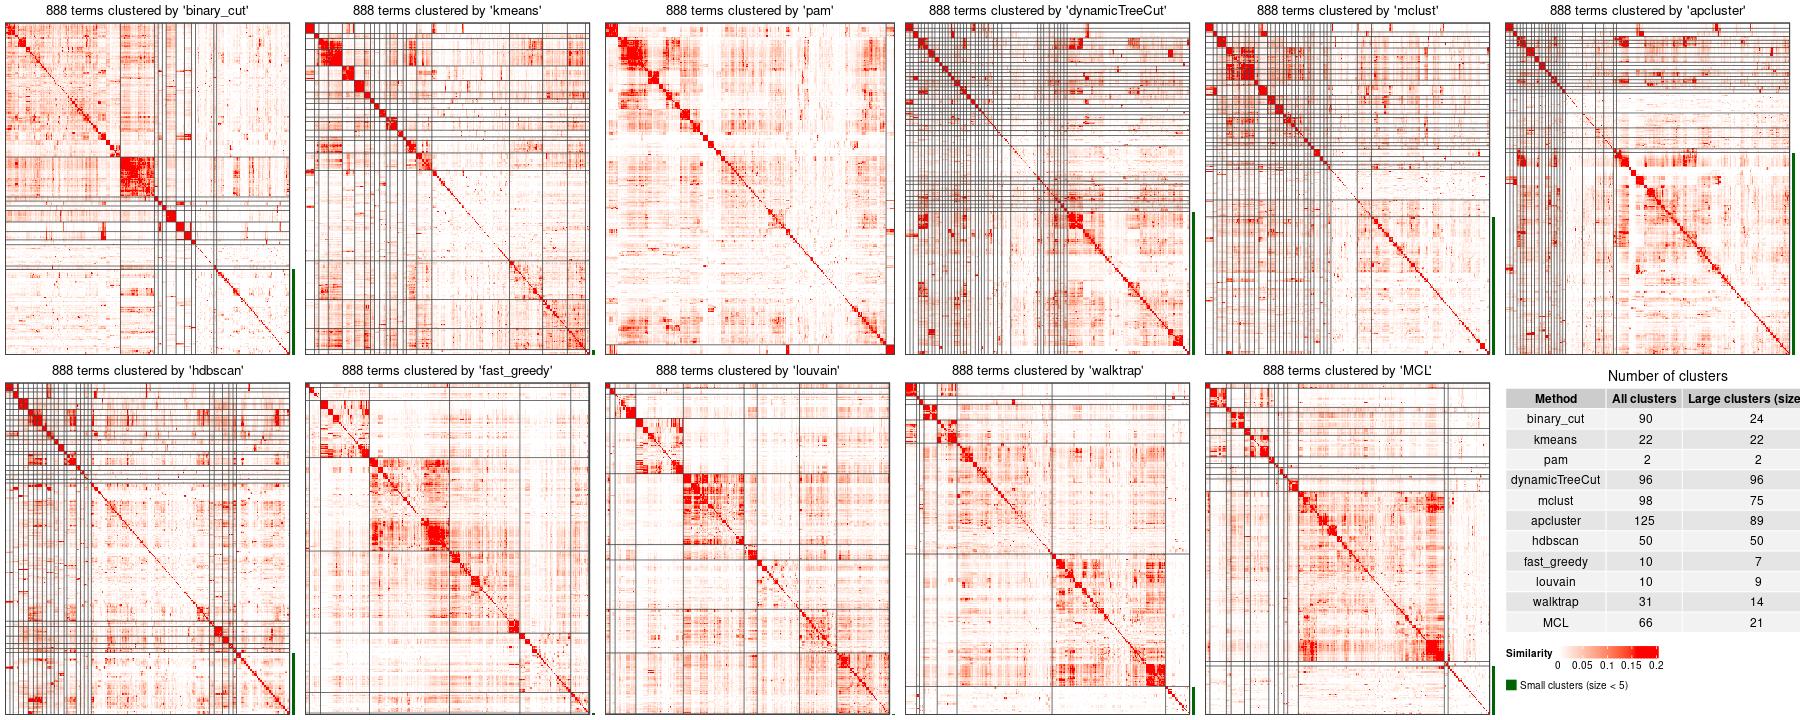 888 terms clustered by 'binary_cut'
888 terms clustered by 'kmeans'
888 terms clustered by 'pam'
888 terms clustered by 'dynamicTreeCut'
888 terms clustered by 'mclust'
888 terms clustered by 'apcluster'
888 terms clustered by 'hdbscan'
888 terms clustered by 'fast_greedy'
888 terms clustered by 'louvain'
888 terms clustered by 'walktrap'
888 terms clustered by 'MCL'
Number of clusters
Method All clusters Large clusters (size
binary_cut 90 24
kmeans 22 22
pam 2 2
dynamicTreeCut 96 96
mclust 98 75
apcluster 125 89
hdbscan 50 50
fast_greedy 10 7
louvain 10 9
walktrap 31 14
MCL 66 21
Similarity
0 0.05 0.1 0.15 0.2
Small clusters (size < 5)